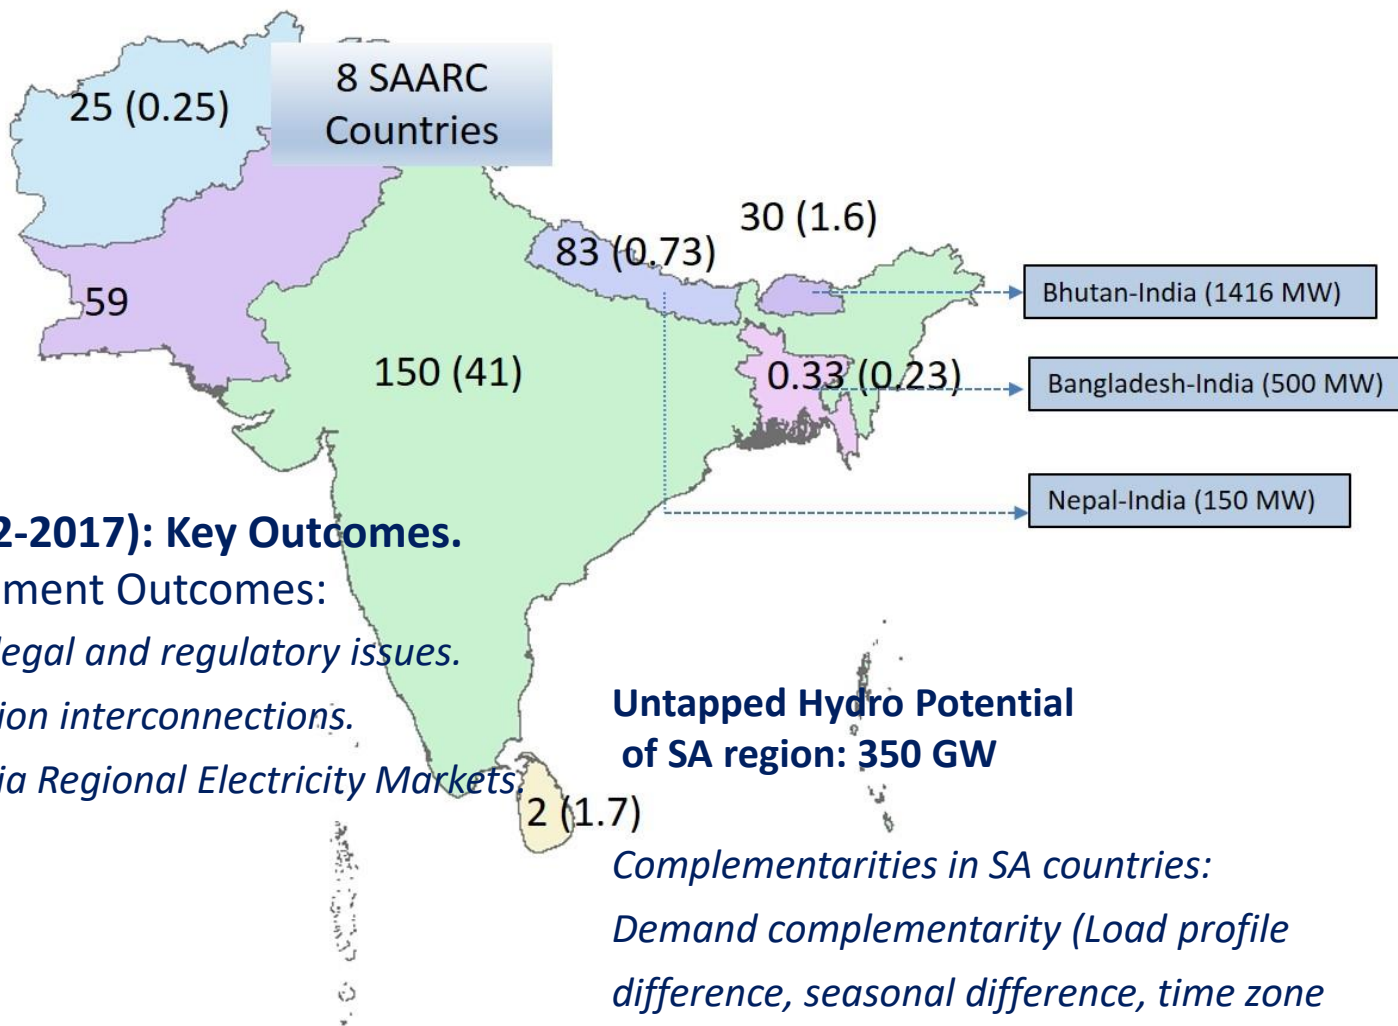 8 SAARC
Countries
25 (0.25)
30 (1.6)
83 (0.73)
59
Bhutan-India (1416 MW)
150 (41)
0.33 (0.23)
Bangladesh-India (500 MW)
Nepal-India (150 MW)
2-2017): Key Outcomes.
ment Outcomes:
legal and regulatory issues.
ion interconnections.
ia Regional Electricity Markets.
Untapped Hydro Potential
of SA region: 350 GW
2 (1.7)
Complementarities in SA countries:
Demand complementarity (Load profile
difference, seasonal difference, time zone